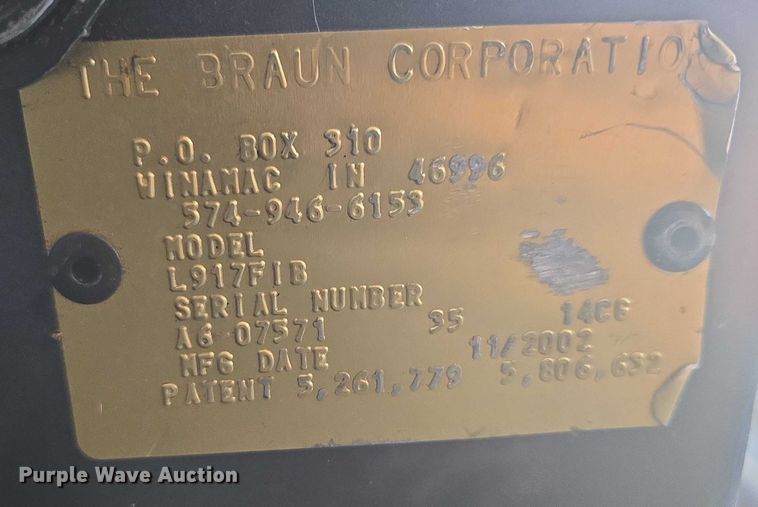 THE BRAUN CORPORATIO
P.O. BOX 310
WINAMAC IN 46996
574-946-6153
MODEL
L917FIB
SERIAL NUMBER 35 14C6
A6-07571
MFG DATE 11/2002
PATENT 5,261,779 5,806,632
Purple Wave Auction